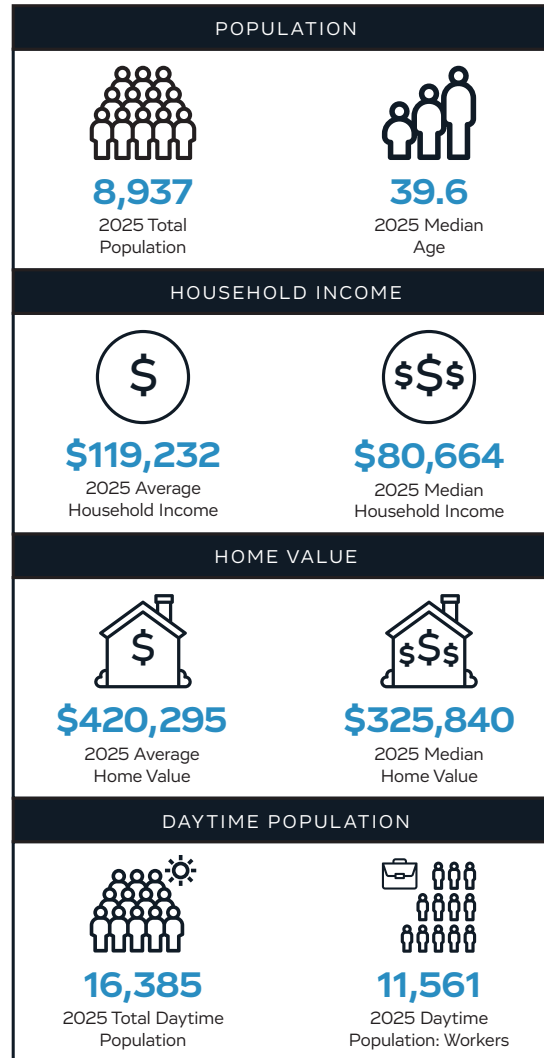 POPULATION
8,937
2025 Total
Population
39.6
2025 Median
Age
HOUSEHOLD INCOME
$
$119,232
2025 Average
Household Income
$$$
$80,664
2025 Median
Household Income
HOME VALUE
$
$420,295
2025 Average
Home Value
$$$
$325,840
2025 Median
Home Value
DAYTIME POPULATION
16,385
2025 Total Daytime
Population
11,561
2025 Daytime
Population: Workers